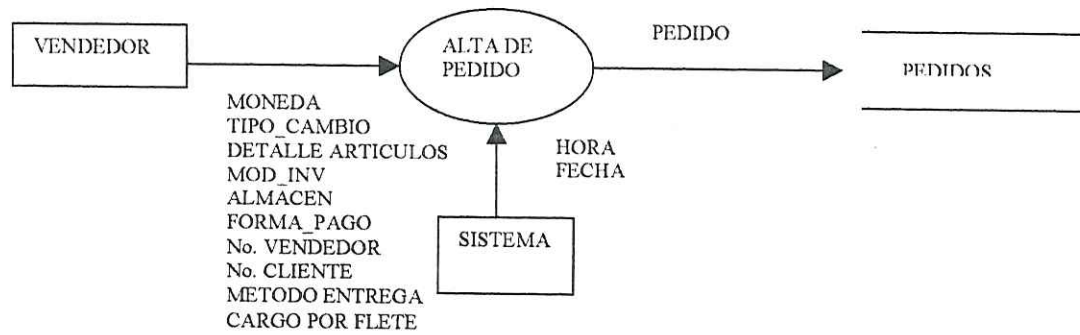 VENDEDOR
ALTA DE
PEDIDO
PEDIDO
PEDIDOS
MONEDA
TIPO_CAMBIO
DETALLE ARTICULOS
MOD_INV
ALMACEN
FORMA_PAGO
No. VENDEDOR
No. CLIENTE
METODO ENTREGA
CARGO POR FLETE
HORA
FECHA
SISTEMA